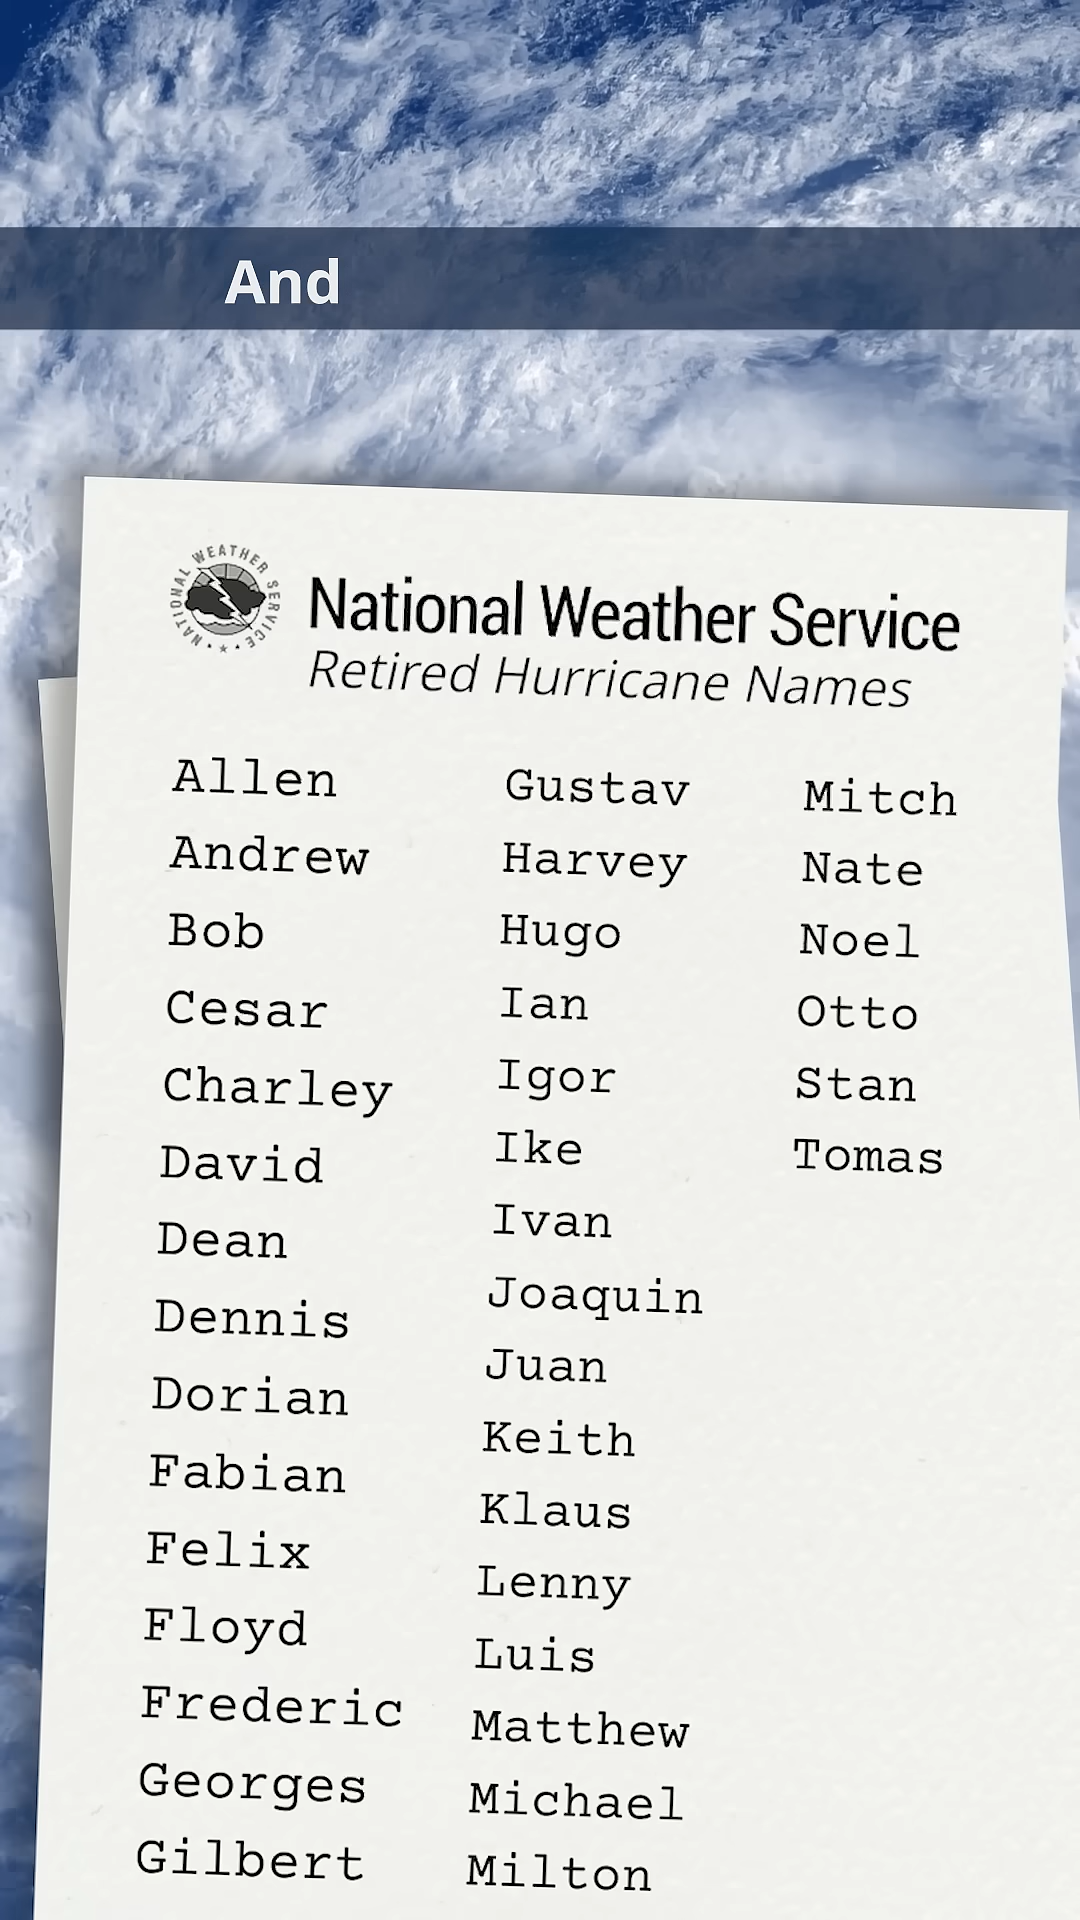 And
NATIONAL WEATHER SERVICE
National Weather Service
Retired Hurricane Names
Allen
Andrew
Bob
Cesar
Charley
David
Dean
Dennis
Dorian
Fabian
Felix
Floyd
Frederic
Georges
Gilbert
Gustav
Harvey
Hugo
Ian
Igor
Ike
Ivan
Joaquin
Juan
Keith
Klaus
Lenny
Luis
Matthew
Michael
Milton
Mitch
Nate
Noel
Otto
Stan
Tomas